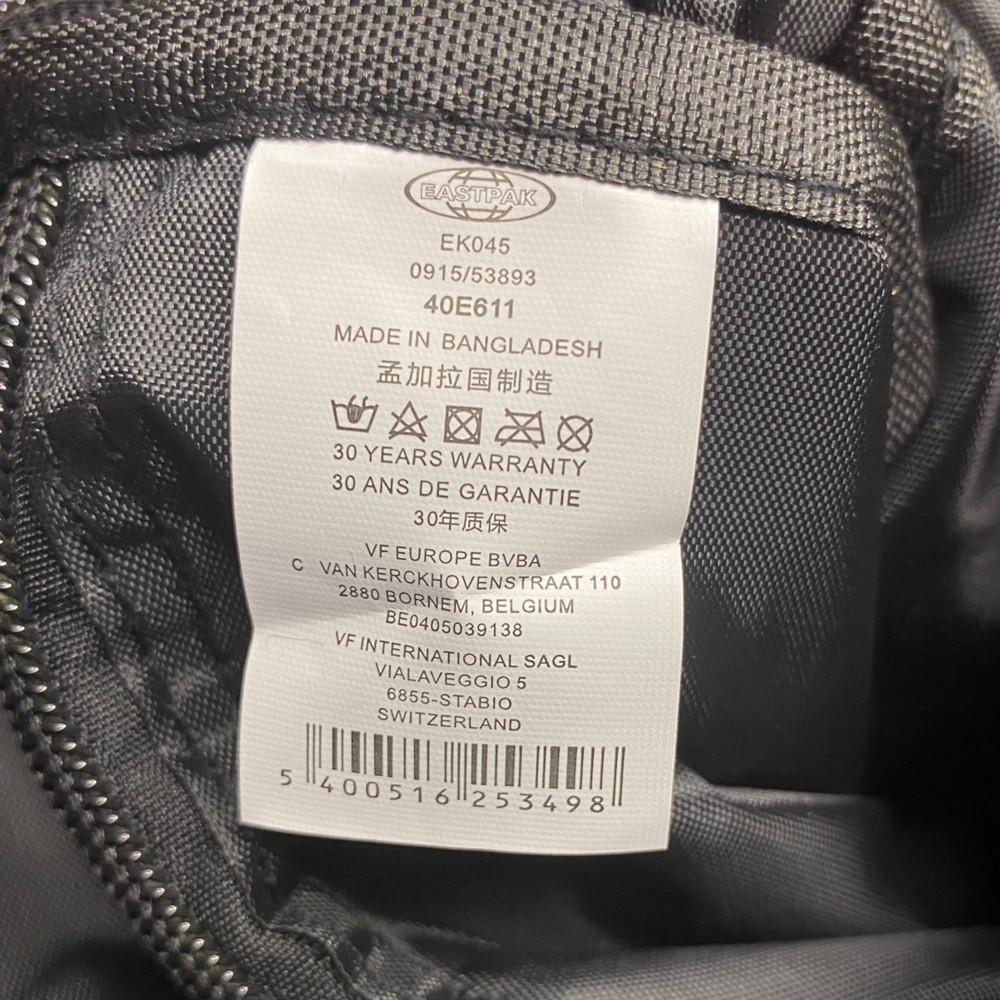 EASTPAK
EK045
0915/53893
40E611
MADE IN BANGLADESH
孟加拉国制造
30 YEARS WARRANTY
30 ANS DE GARANTIE
30年质保
VF EUROPE BVBA
C VAN KERCKHOVENSTRAAT 110
2880 BORNEM, BELGIUM
BE0405039138
VF INTERNATIONAL SAGL
VIALAVEGGIO 5
6855-STABIO
SWITZERLAND
5 400516 253498